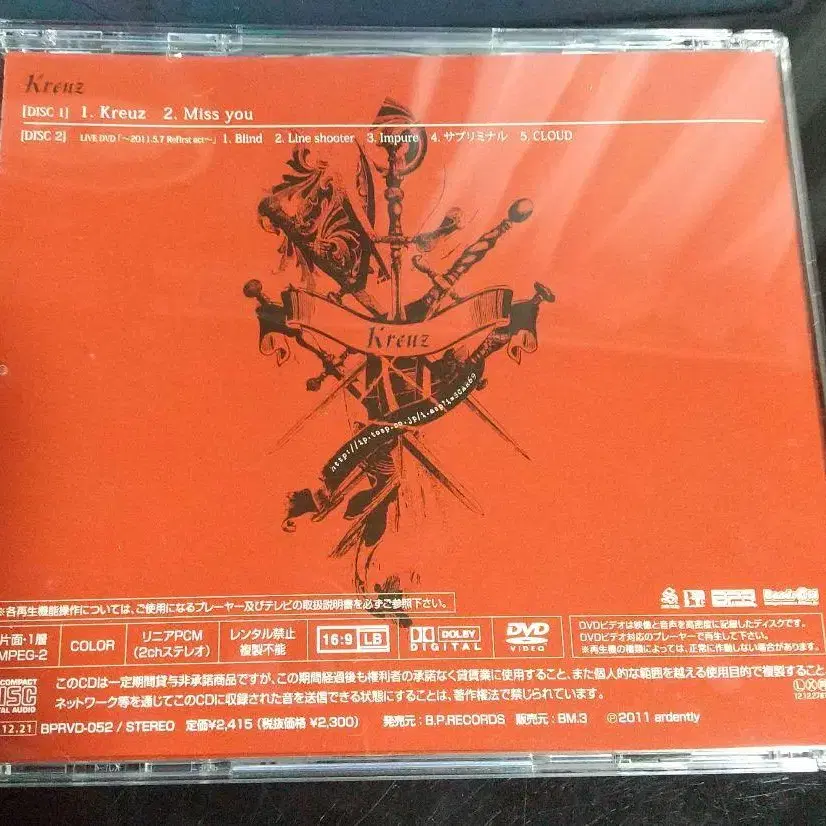 Kreuz
[DISC 1] 1. Kreuz 2. Miss you
[DISC 2] LIVE DVD「～2011.5.7 Refirst act～」 1. Blind 2. Line shooter 3. Impure 4. サブリミナル 5. CLOUD
Kreuz
※各再生機能操作については、ご使用になるプレーヤー及びテレビの取扱説明書を必ずご参照下さい。
片面・1層
MPEG-2
COLOR
リニアPCM
(2chステレオ)
レンタル禁止
複製不能
16:9 LB
DOLBY
DIGITAL
DVD
VIDEO
DVDビデオは映像と音声を高密度に記録したディスクです。
DVDビデオ対応のプレーヤーで再生して下さい。
※再生機の種類によっては、正常に作動しない場合があります。
COMPACT
DISC
DIGITAL AUDIO
このCDは一定期間貸与非承諾商品ですが、この期間経過後も権利者の承諾なく賃貸業に使用すること、また個人的な範囲を越える使用目的で複製すること、
ネットワーク等を通じてこのCDに収録された音を送信できる状態にすることは、著作権法で禁じられています。
12.21 BPRVD-052 / STEREO 定価¥2,415 (税抜価格 ¥2,300) 発売元：B.P.RECORDS 販売元：BM.3 Ⓟ2011 ardently